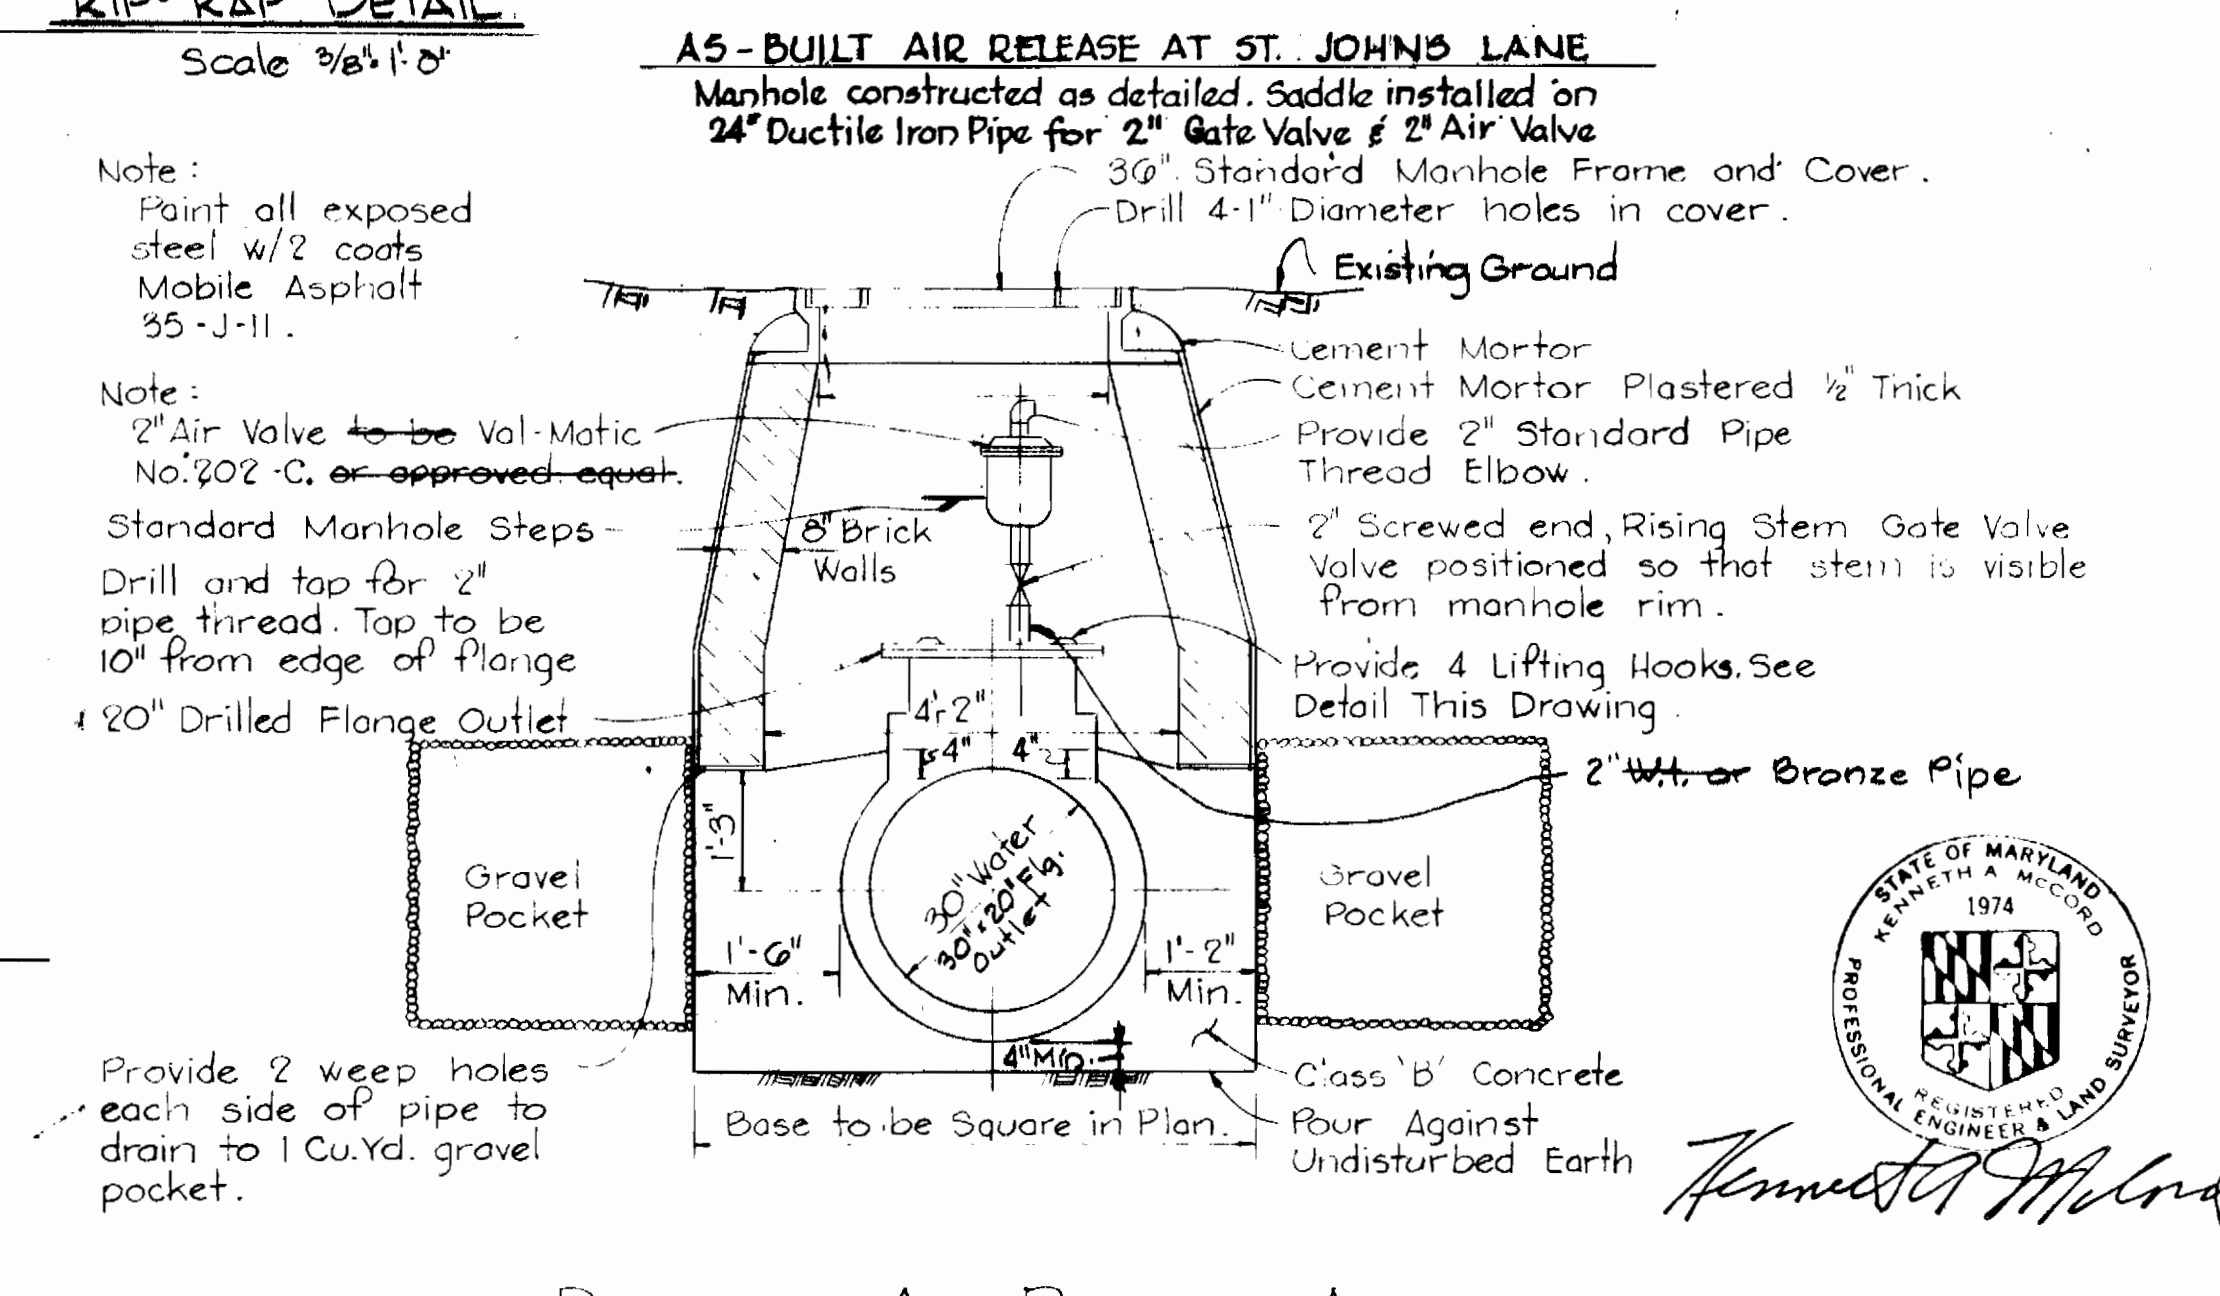 RIP-RAP DETAIL
Scale 3/8"=1'-0"
AS-BUILT AIR RELEASE AT ST. JOHNS LANE
Manhole constructed as detailed. Saddle installed on
24" Ductile Iron Pipe for 2" Gate Valve & 2" Air Valve
Note:
Paint all exposed
steel w/2 coats
Mobile Asphalt
35-J-11.
Note:
2" Air Valve to be Val-Matic
No. 202-C. or approved equal.
Standard Manhole Steps
Drill and tap for 2"
pipe thread. Tap to be
10" from edge of flange
20" Drilled Flange Outlet
Gravel
Pocket
Provide 2 weep holes
each side of pipe to
drain to 1 Cu.Yd. gravel
pocket.
36" Standard Manhole Frame and Cover.
Drill 4-1" Diameter holes in cover.
Existing Ground
Cement Mortar
Cement Mortar Plastered 1/2" Thick
Provide 2" Standard Pipe
Thread Elbow.
2" Screwed end, Rising Stem Gate Valve
Valve positioned so that stem is visible
from manhole rim.
Provide 4 Lifting Hooks. See
Detail This Drawing.
2" W.I. or Bronze Pipe
8" Brick
Walls
4'-2"
4" 4"
1'-3"
30" Water
30"x20" Flg.
Outlet
1'-6"
Min.
1'-2"
Min.
4" Min.
Gravel
Pocket
Class 'B' Concrete
Pour Against
Undisturbed Earth
Base to be Square in Plan.
STATE OF MARYLAND
KENNETH A McCORD
1974
REGISTERED
PROFESSIONAL ENGINEER & LAND SURVEYOR
Kenneth A McCord